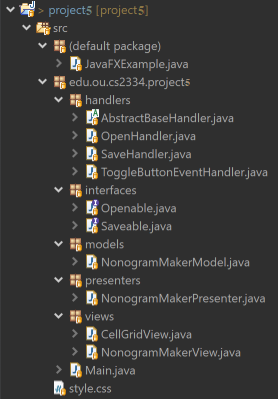 > project5 [project5]
src
(default package)
JavaFXExample.java
edu.ou.cs2334.project5
handlers
AbstractBaseHandler.java
OpenHandler.java
SaveHandler.java
ToggleButtonEventHandler.java
interfaces
Openable.java
Saveable.java
models
NonogramMakerModel.java
presenters
NonogramMakerPresenter.java
views
CellGridView.java
NonogramMakerView.java
Main.java
style.css